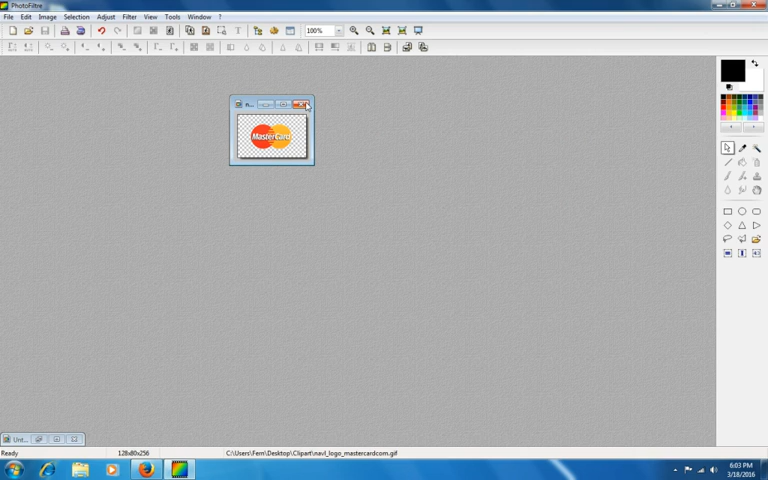 PhotoFiltre
File Edit Image Selection Adjust Filter View Tools Window ?
100%
n...
MasterCard
Unt...
Ready 128x80x256 C:\Users\Fern\Desktop\Clipart\navl_logo_mastercardcom.gif
6:03 PM
3/18/2016